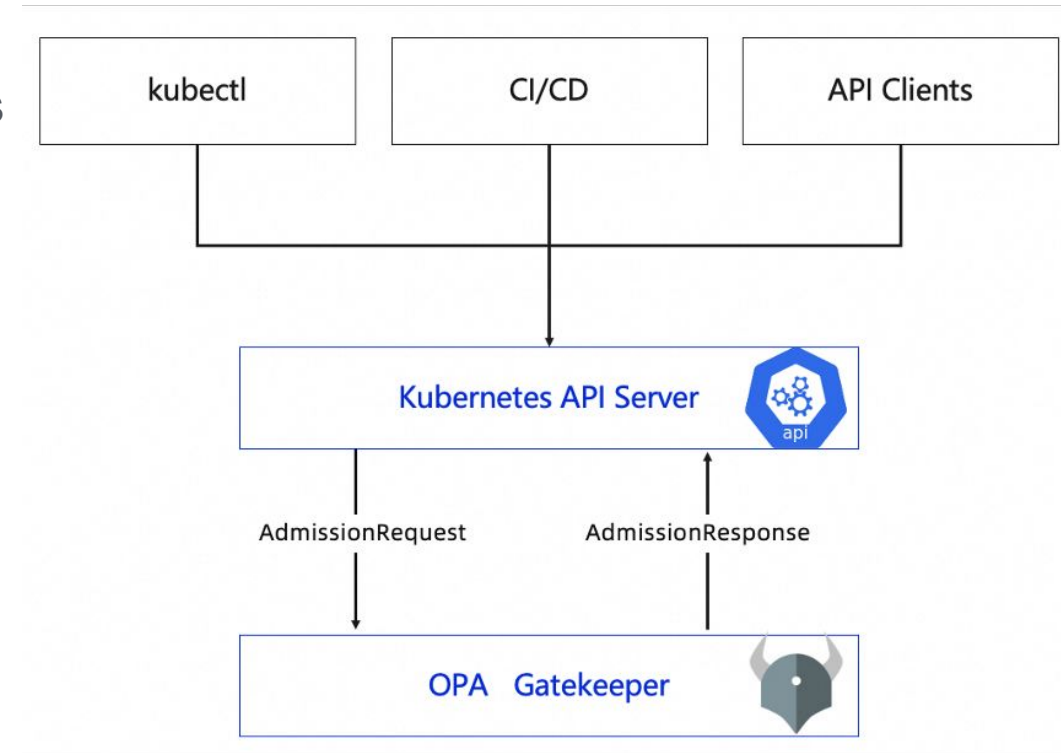 kubectl
CI/CD
API Clients
Kubernetes API Server
api
AdmissionRequest
AdmissionResponse
OPA Gatekeeper